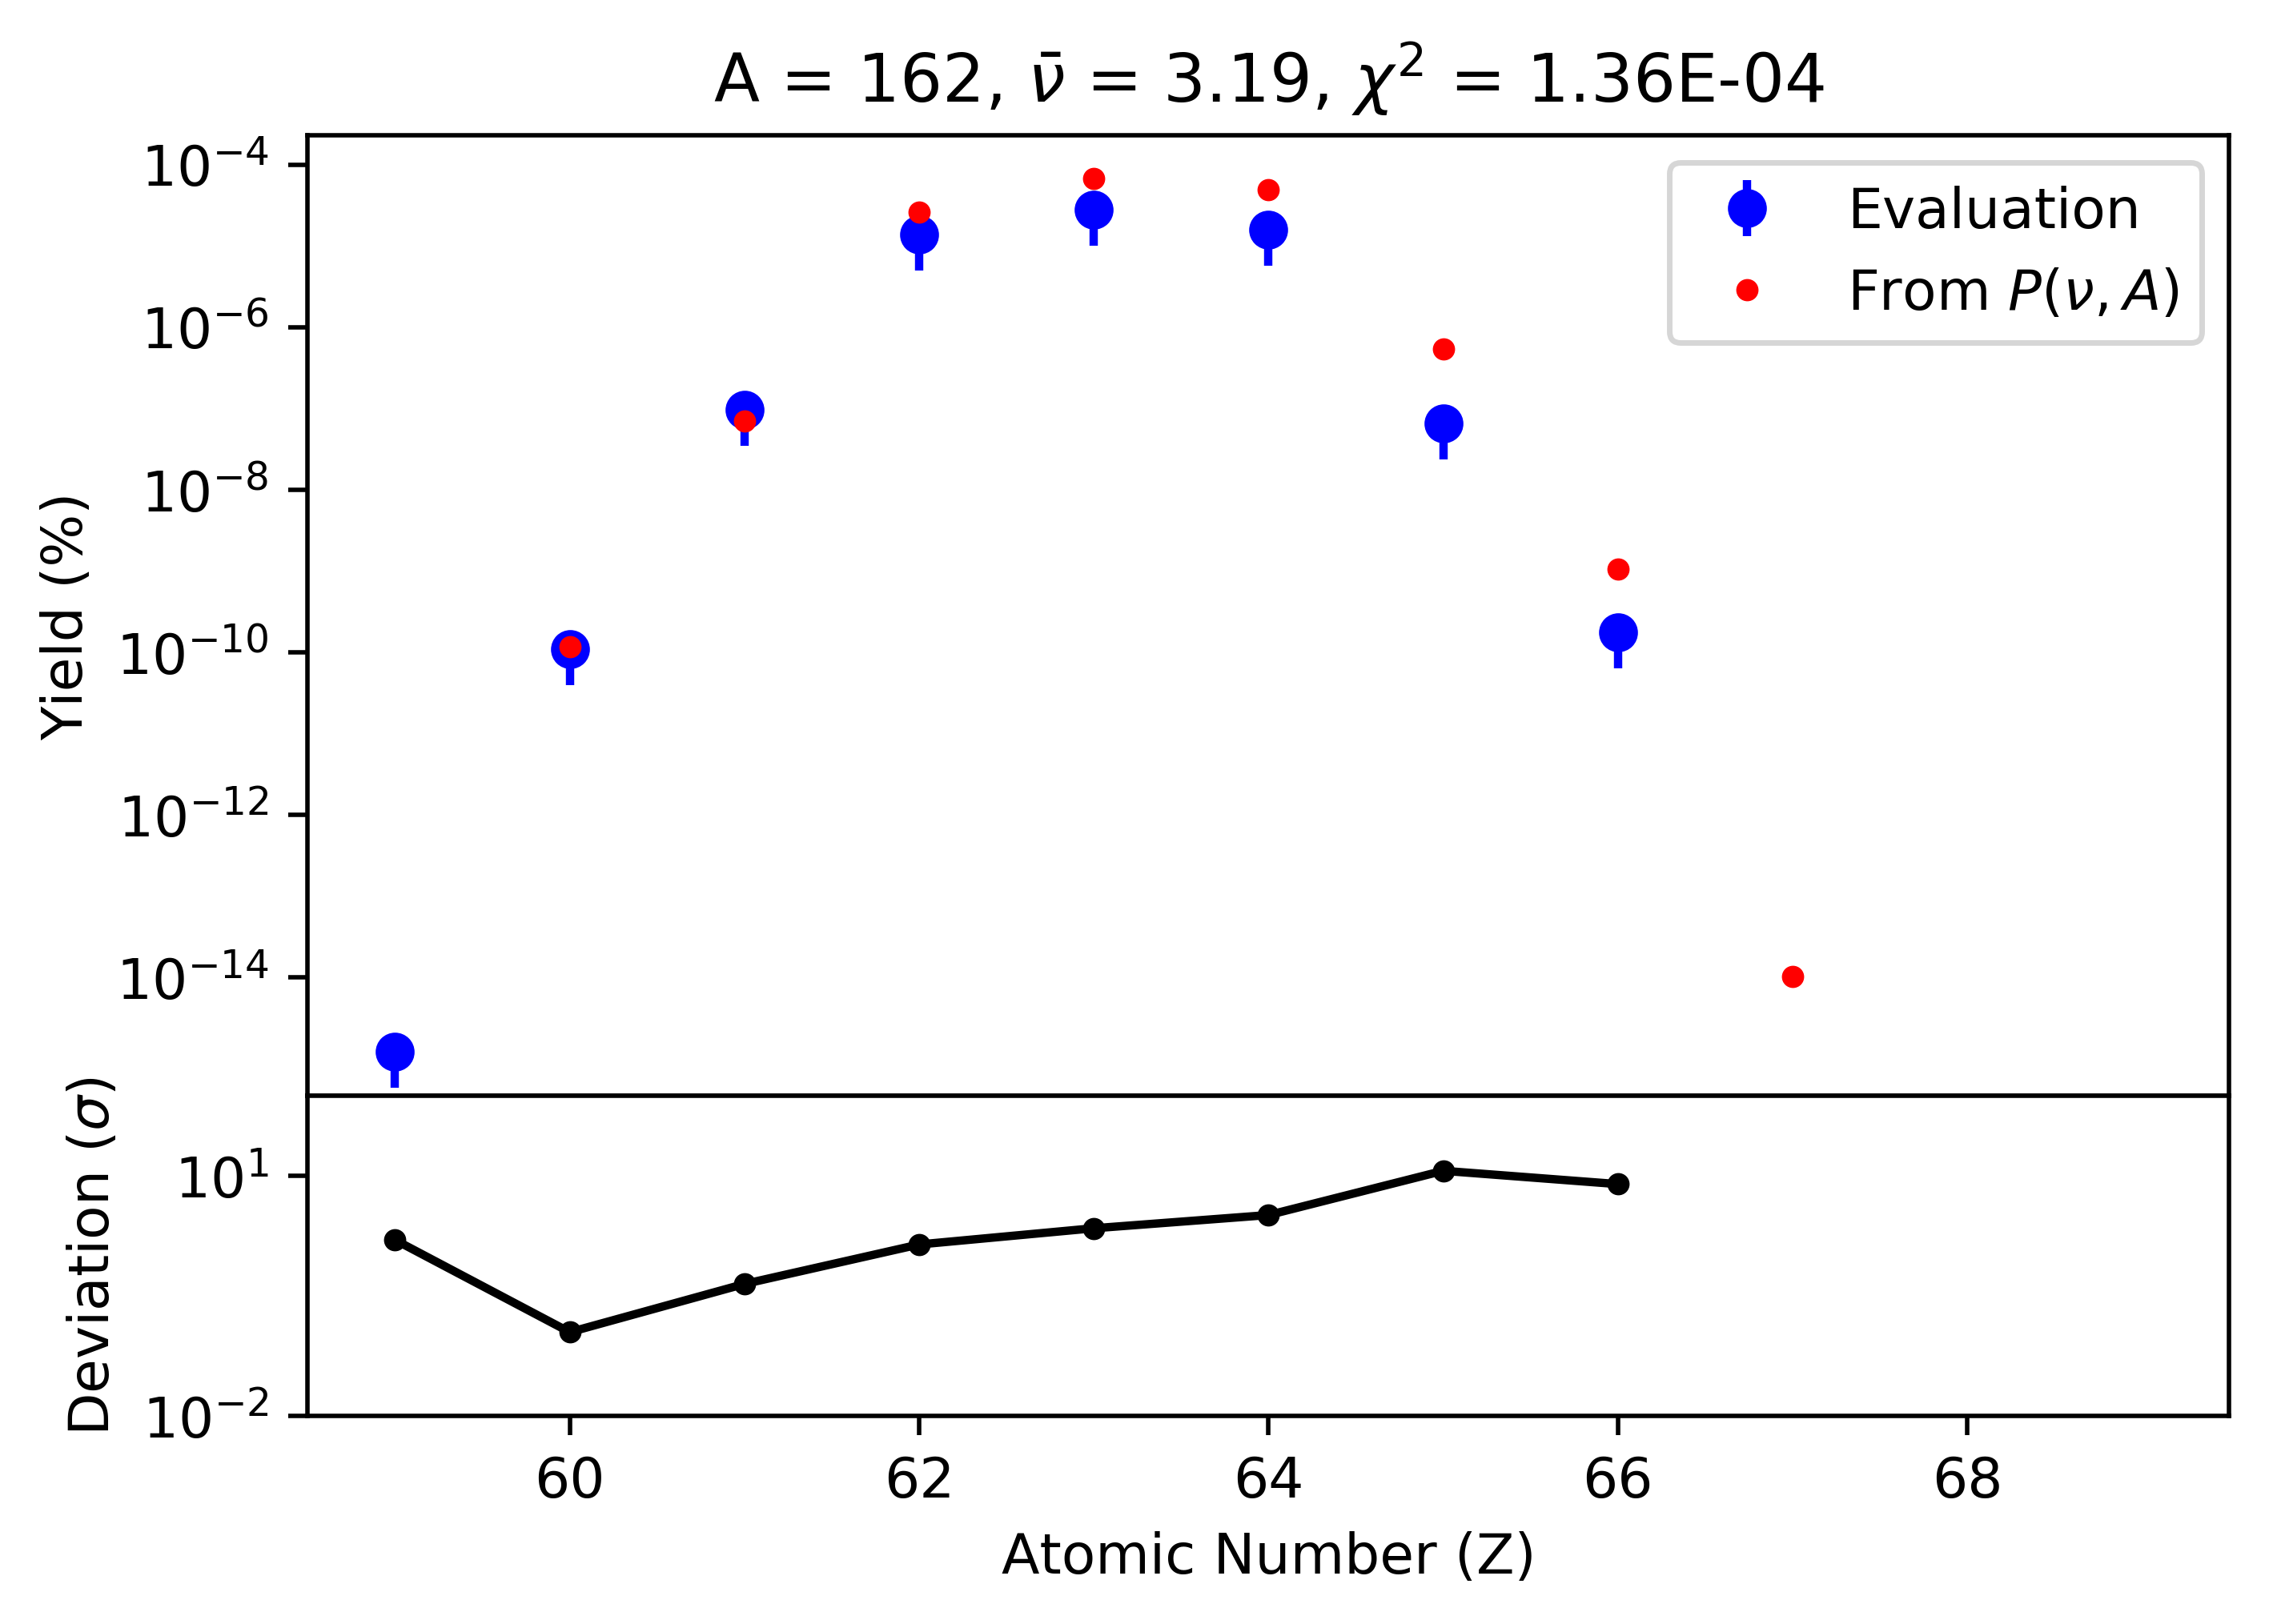 A = 162, ν̄ = 3.19, χ² = 1.36E-04
10⁻⁴
10⁻⁶
10⁻⁸
10⁻¹⁰
10⁻¹²
10⁻¹⁴
Yield (%)
Evaluation
From P(ν, A)
10¹
10⁻²
Deviation (σ)
60 62 64 66 68
Atomic Number (Z)